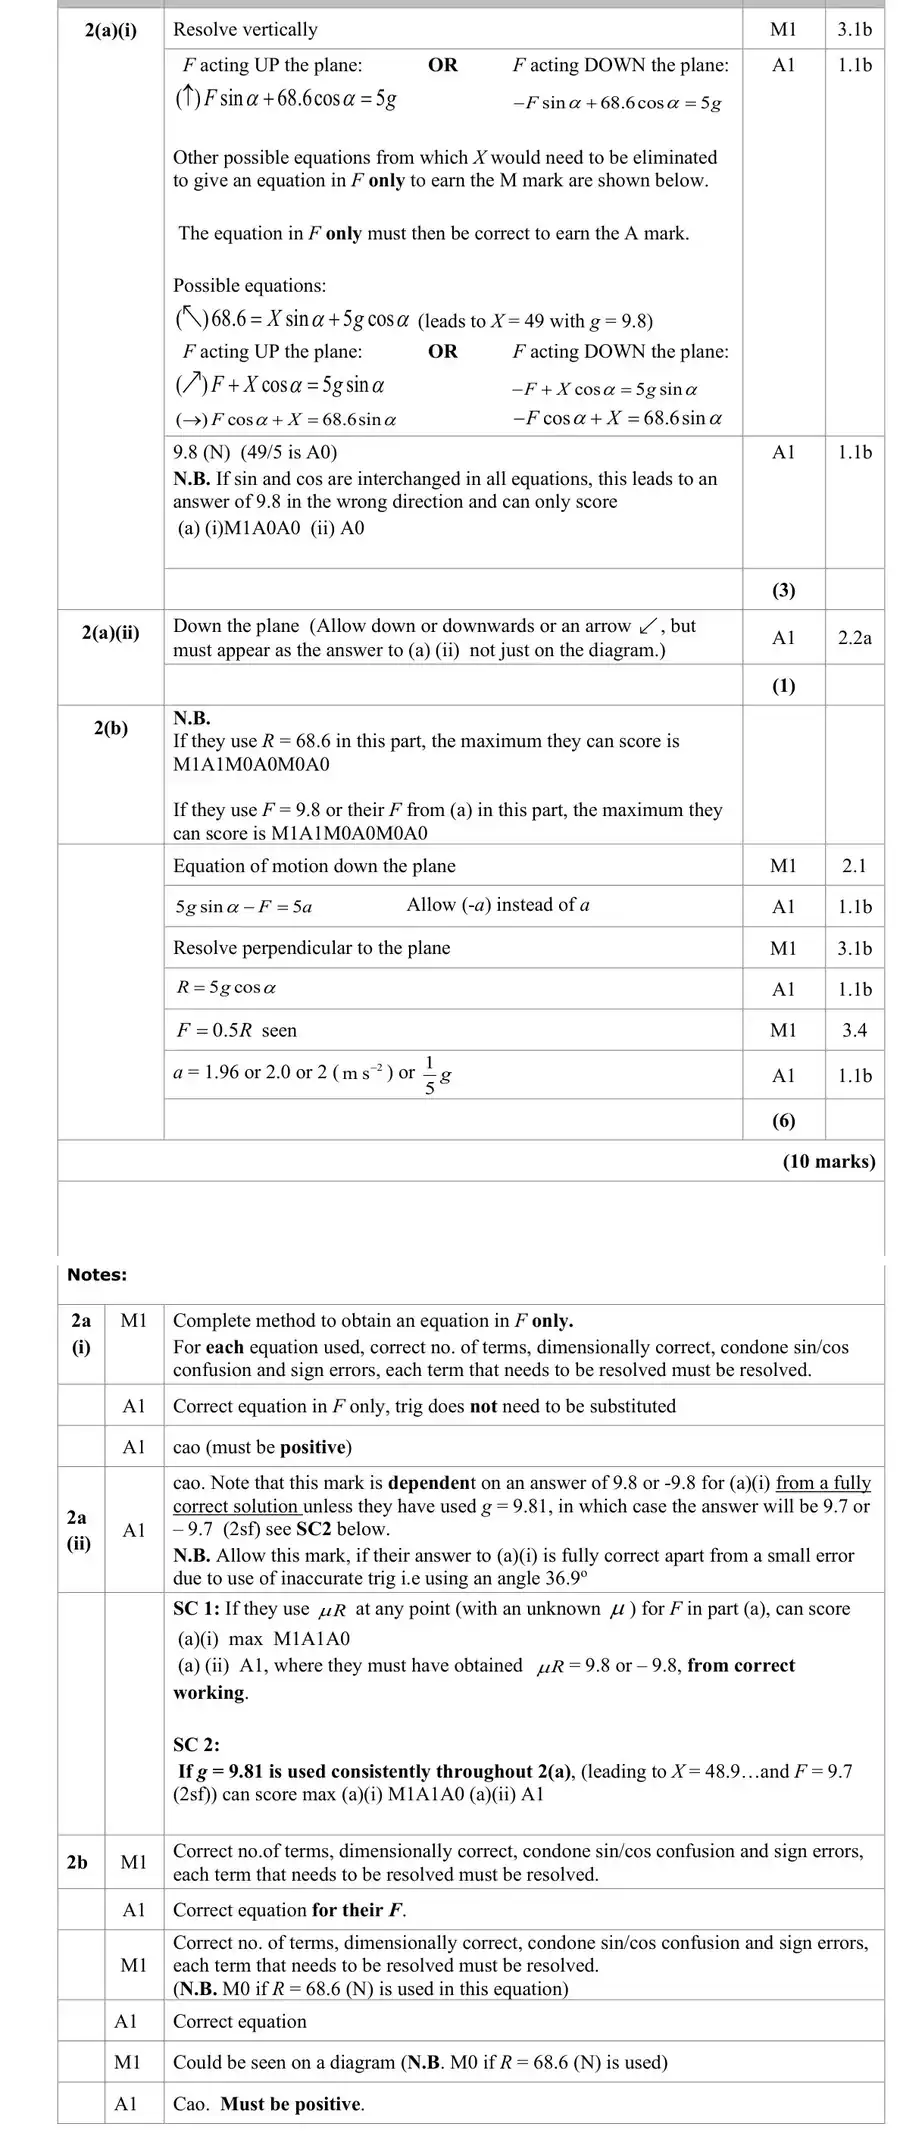 2(a)(i) Resolve vertically M1 3.1b
F acting UP the plane: OR F acting DOWN the plane: A1 1.1b
(↑) F sin α + 68.6 cos α = 5g −F sin α + 68.6 cos α = 5g
Other possible equations from which X would need to be eliminated
to give an equation in F only to earn the M mark are shown below.
The equation in F only must then be correct to earn the A mark.
Possible equations:
(↖) 68.6 = X sin α + 5g cos α (leads to X = 49 with g = 9.8)
F acting UP the plane: OR F acting DOWN the plane:
(↗) F + X cos α = 5g sin α −F + X cos α = 5g sin α
(→) F cos α + X = 68.6 sin α −F cos α + X = 68.6 sin α
9.8 (N) (49/5 is A0) A1 1.1b
N.B. If sin and cos are interchanged in all equations, this leads to an
answer of 9.8 in the wrong direction and can only score
(a) (i)M1A0A0 (ii) A0
(3)
2(a)(ii) Down the plane (Allow down or downwards or an arrow ↙, but
must appear as the answer to (a) (ii) not just on the diagram.) A1 2.2a
(1)
2(b) N.B.
If they use R = 68.6 in this part, the maximum they can score is
M1A1M0A0M0A0
If they use F = 9.8 or their F from (a) in this part, the maximum they
can score is M1A1M0A0M0A0
Equation of motion down the plane M1 2.1
5g sin α − F = 5a Allow (-a) instead of a A1 1.1b
Resolve perpendicular to the plane M1 3.1b
R = 5g cos α A1 1.1b
F = 0.5R seen M1 3.4
a = 1.96 or 2.0 or 2 (m s⁻²) or 1/5 g A1 1.1b
(6)
(10 marks)
Notes:
2a (i) M1 Complete method to obtain an equation in F only.
For each equation used, correct no. of terms, dimensionally correct, condone sin/cos
confusion and sign errors, each term that needs to be resolved must be resolved.
A1 Correct equation in F only, trig does not need to be substituted
A1 cao (must be positive)
2a (ii) A1 cao. Note that this mark is dependent on an answer of 9.8 or -9.8 for (a)(i) from a fully
correct solution unless they have used g = 9.81, in which case the answer will be 9.7 or
– 9.7 (2sf) see SC2 below.
N.B. Allow this mark, if their answer to (a)(i) is fully correct apart from a small error
due to use of inaccurate trig i.e using an angle 36.9º
SC 1: If they use μR at any point (with an unknown μ) for F in part (a), can score
(a)(i) max M1A1A0
(a) (ii) A1, where they must have obtained μR = 9.8 or – 9.8, from correct
working.
SC 2:
If g = 9.81 is used consistently throughout 2(a), (leading to X = 48.9…and F = 9.7
(2sf)) can score max (a)(i) M1A1A0 (a)(ii) A1
2b M1 Correct no.of terms, dimensionally correct, condone sin/cos confusion and sign errors,
each term that needs to be resolved must be resolved.
A1 Correct equation for their F.
M1 Correct no. of terms, dimensionally correct, condone sin/cos confusion and sign errors,
each term that needs to be resolved must be resolved.
(N.B. M0 if R = 68.6 (N) is used in this equation)
A1 Correct equation
M1 Could be seen on a diagram (N.B. M0 if R = 68.6 (N) is used)
A1 Cao. Must be positive.